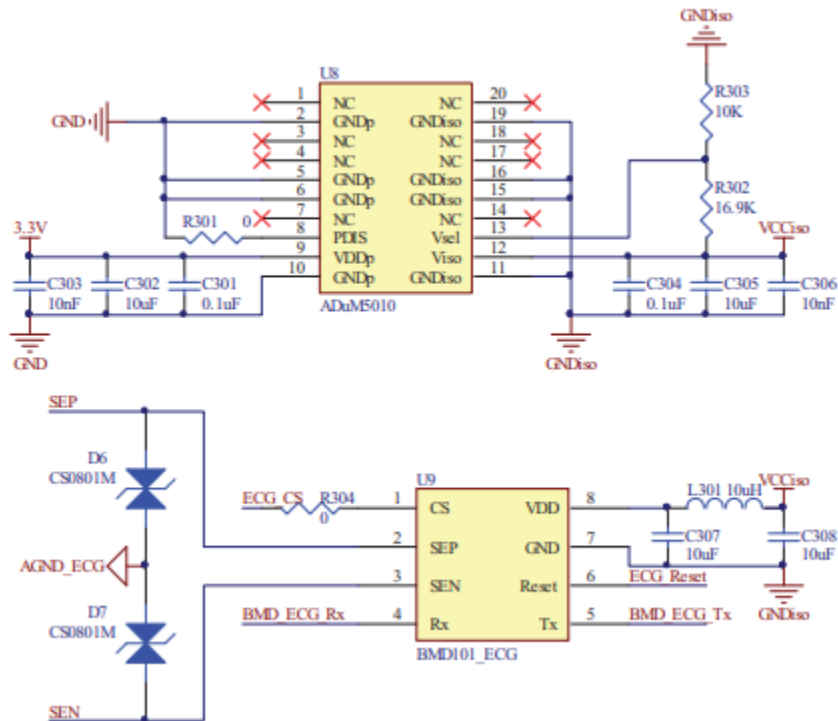 GNDiso
U8
R303
10K
GND
1 NC NC 20
2 GNDp GNDiso 19
3 NC NC 18
4 NC NC 17
5 GNDp GNDiso 16
6 GNDp GNDiso 15
7 NC NC 14
8 PDIS Vsel 13
9 VDDp Viso 12
10 GNDp GNDiso 11
R301 0
R302
16.9K
3.3V
VCCiso
C303
10nF
C302
10uF
C301
0.1uF
ADuM5010
C304
0.1uF
C305
10uF
C306
10nF
GND
GNDiso
SEP
D6
CS0801M
AGND_ECG
D7
CS0801M
SEN
U9
ECG_CS R304
0
1 CS VDD 8
2 SEP GND 7
3 SEN Reset 6
4 Rx Tx 5
BMD_ECG_Rx
BMD101_ECG
L301 10uH
VCCiso
C307
10uF
C308
10uF
ECG_Reset
BMD_ECG_Tx
GNDiso